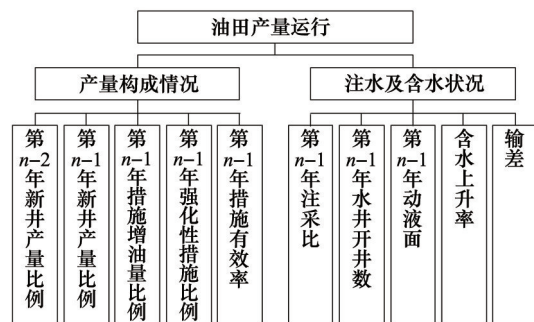 油田产量运行
产量构成情况
注水及含水状况
第n-2年新井产量比例
第n-1年新井产量比例
第n-1年措施增油量比例
第n-1年强化性措施比例
第n-1年措施有效率
第n-1年注采比
第n-1年水井开井数
第n-1年动液面
含水上升率
输差